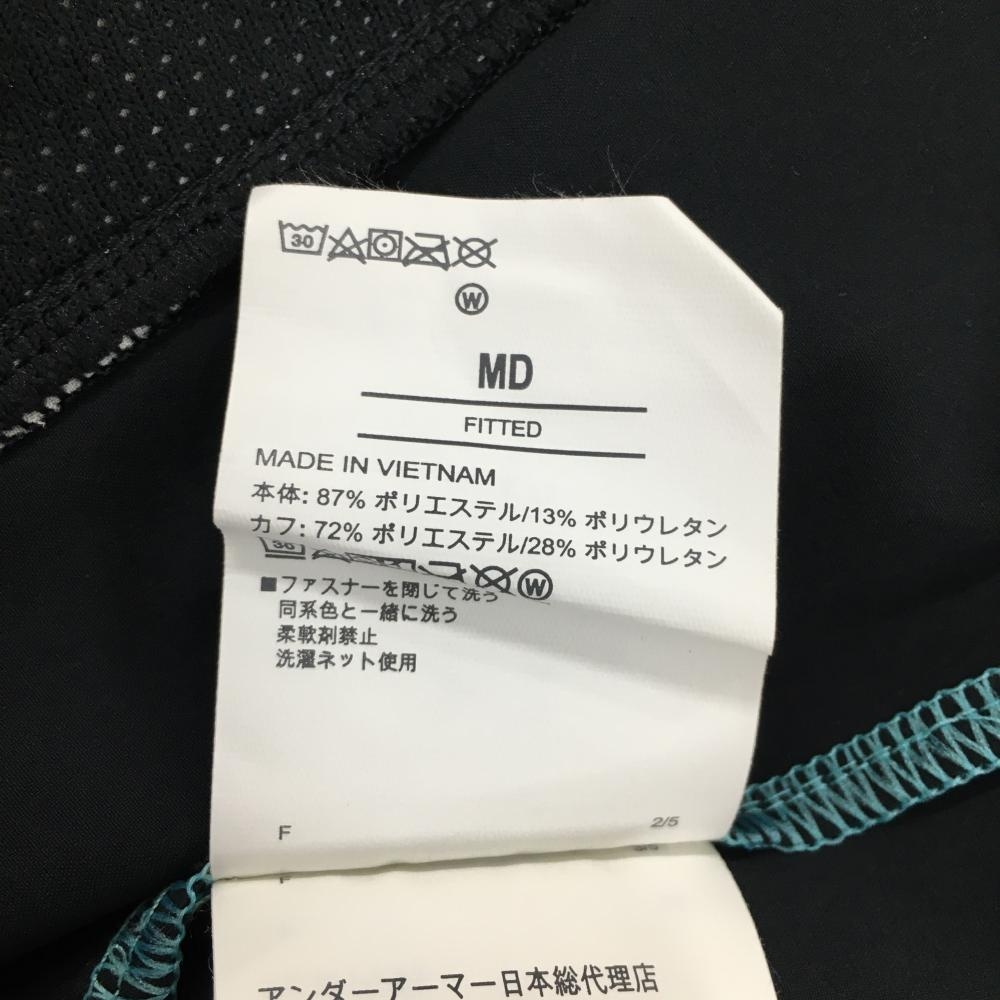 30
W
MD
FITTED
MADE IN VIETNAM
本体: 87% ポリエステル/13% ポリウレタン
カフ: 72% ポリエステル/28% ポリウレタン
30 W
■ファスナーを閉じて洗う
同系色と一緒に洗う
柔軟剤禁止
洗濯ネット使用
F 2/5
F
アンダーアーマー日本総代理店